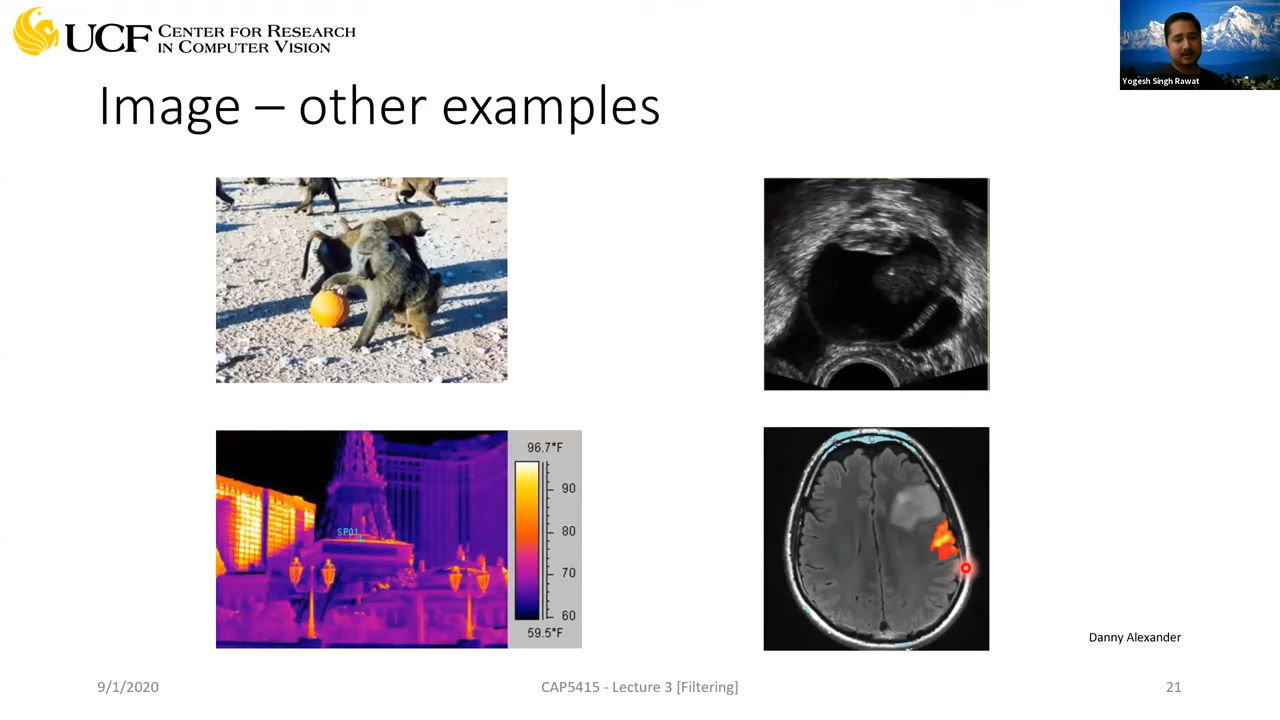 UCF CENTER FOR RESEARCH
IN COMPUTER VISION
Yogesh Singh Rawat
Image – other examples
96.7°F
90
80
70
60
59.5°F
SP01
Danny Alexander
9/1/2020
CAP5415 - Lecture 3 [Filtering]
21